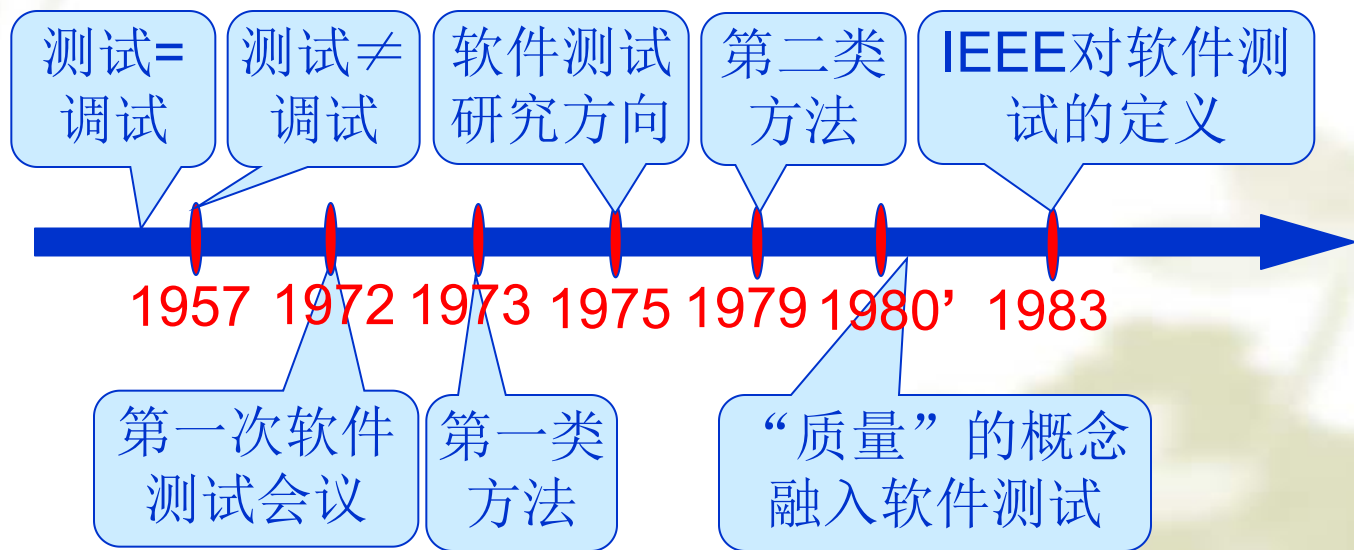 测试=
调试
测试≠
调试
软件测试
研究方向
第二类
方法
IEEE对软件测
试的定义
1957
1972
1973
1975
1979
1980’
1983
第一次软件
测试会议
第一类
方法
“质量”的概念
融入软件测试